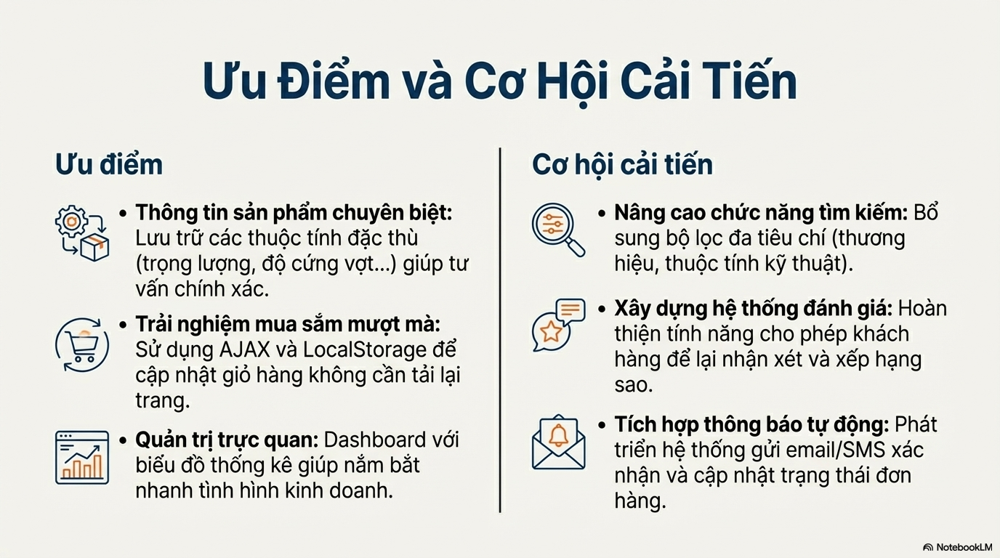 Ưu Điểm và Cơ Hội Cải Tiến
Ưu điểm
• Thông tin sản phẩm chuyên biệt:
Lưu trữ các thuộc tính đặc thù
(trọng lượng, độ cứng vợt...) giúp tư
vấn chính xác.
• Trải nghiệm mua sắm mượt mà:
Sử dụng AJAX và LocalStorage để
cập nhật giỏ hàng không cần tải lại
trang.
• Quản trị trực quan: Dashboard với
biểu đồ thống kê giúp nắm bắt
nhanh tình hình kinh doanh.
Cơ hội cải tiến
• Nâng cao chức năng tìm kiếm: Bổ
sung bộ lọc đa tiêu chí (thương
hiệu, thuộc tính kỹ thuật).
• Xây dựng hệ thống đánh giá: Hoàn
thiện tính năng cho phép khách
hàng để lại nhận xét và xếp hạng
sao.
• Tích hợp thông báo tự động: Phát
triển hệ thống gửi email/SMS xác
nhận và cập nhật trạng thái đơn
hàng.
NotebookLM